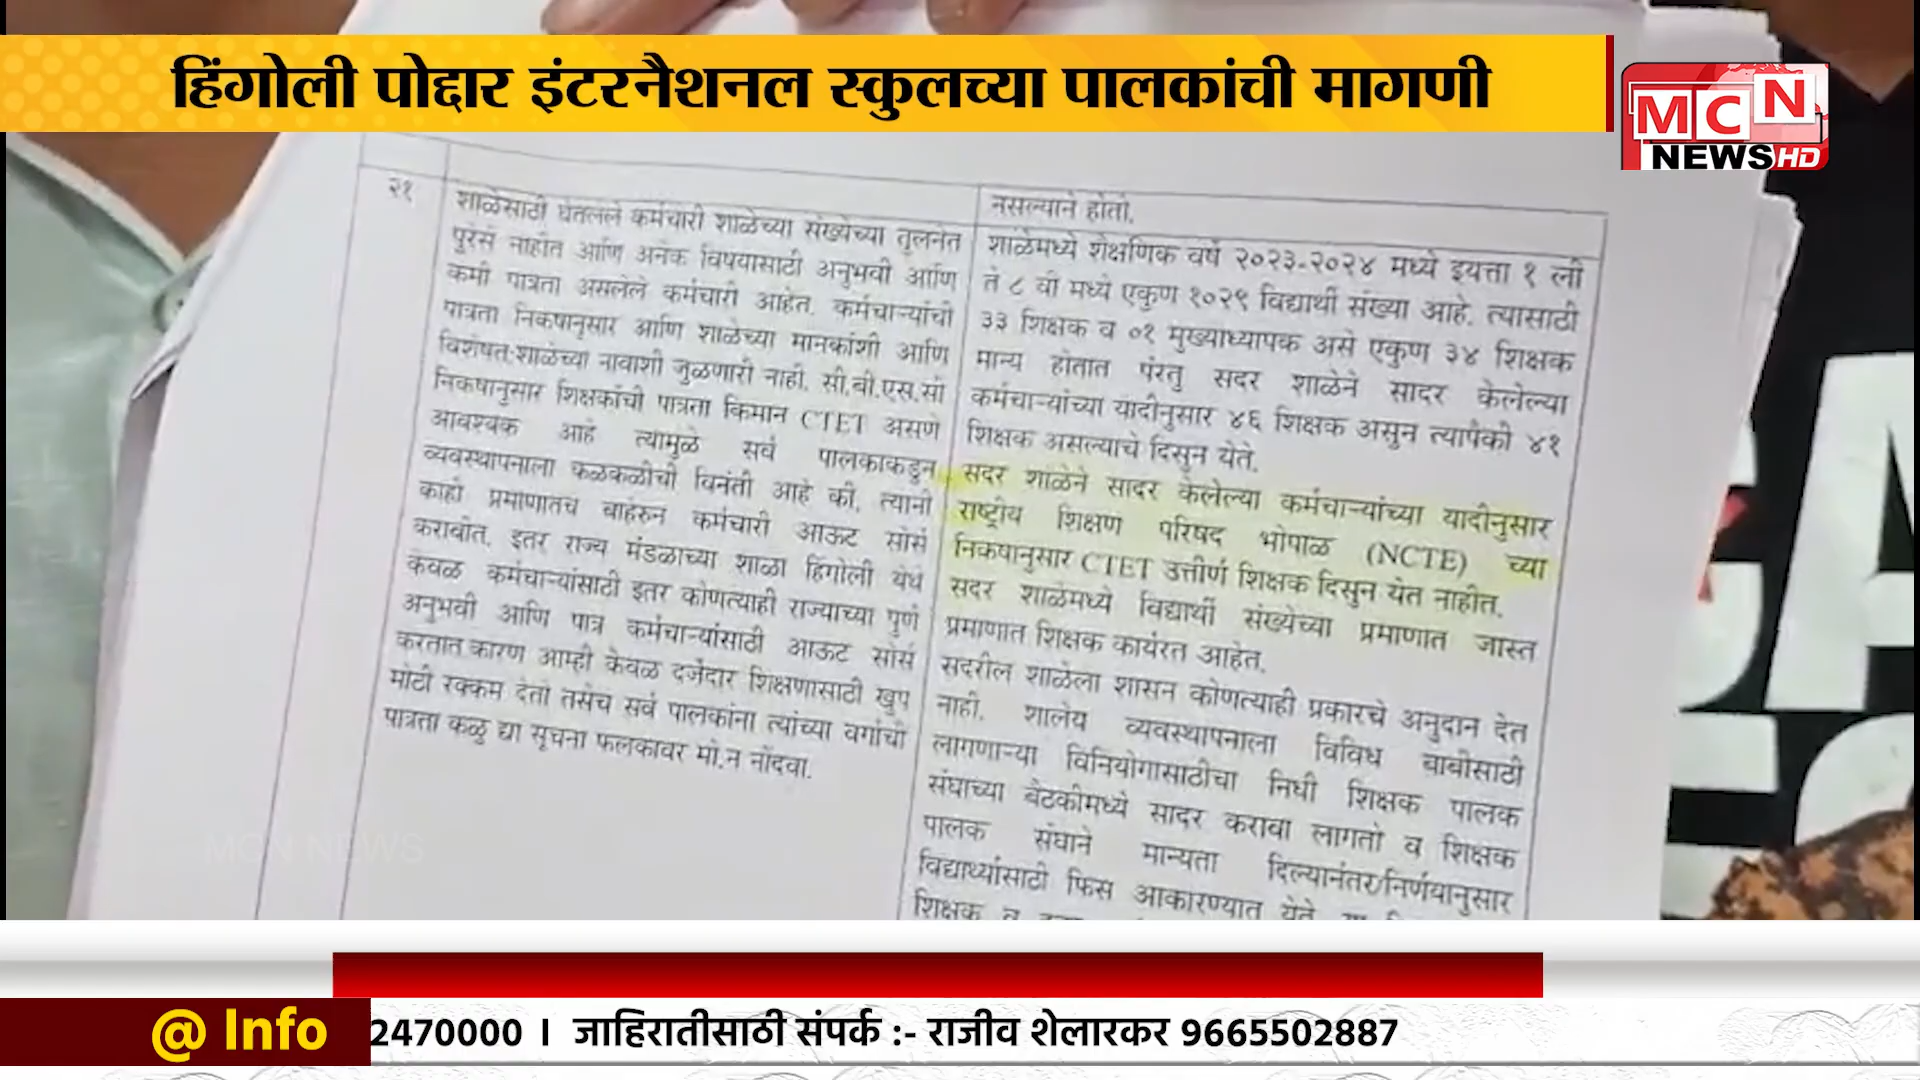 हिंगोली पोद्दार इंटरनॅशनल स्कुलच्या पालकांची मागणी
MCN
NEWS HD
२१
शाळेसाठी घेतलले कर्मचारी शाळेच्या संख्येच्या तुलनेत
पुरेसे नाहीत आणि अनेक विषयासाठी अनुभवी आणि
कमी पात्रता असलेले कर्मचारी आहेत. कर्मचाऱ्यांची
पात्रता निकषानुसार आणि शाळेच्या मानकांशी आणि
विशेषत:शाळेच्या नावाशी जुळणारी नाही. सी.बी.एस.सी
निकषानुसार शिक्षकांची पात्रता किमान CTET असणे
आवश्यक आहे त्यामुळे सर्व पालकाकडुन
व्यवस्थापनाला कळकळीची विनंती आहे की, त्यानी
काही प्रमाणातच बाहेरुन कर्मचारी आऊट सोर्स
करावीत. इतर राज्य मंडळाच्या शाळा हिंगोली येथे
केवळ कर्मचाऱ्यांसाठी इतर कोणत्याही राज्याच्या पुर्ण
अनुभवी आणि पात्र कर्मचाऱ्यांसाठी आऊट सोर्स
करतात.कारण आम्ही केवळ दर्जेदार शिक्षणासाठी खुप
मोठी रक्कम देतो तसेच सर्व पालकांना त्यांच्या वर्गाची
पात्रता कळु द्या सूचना फलकावर मो.न नोंदवा.
नसल्याने होतो.
शाळेमध्ये शैक्षणिक वर्ष २०२३-२०२४ मध्ये इयत्ता १ ली
ते ८ वी मध्ये एकुण १०२९ विद्यार्थी संख्या आहे. त्यासाठी
३३ शिक्षक व ०१ मुख्याध्यापक असे एकुण ३४ शिक्षक
मान्य होतात पंरतु सदर शाळेने सादर केलेल्या
कर्मचाऱ्यांच्या यादीनुसार ४६ शिक्षक असुन त्यापैकी ४१
शिक्षक असल्याचे दिसुन येते.
सदर शाळेने सादर केलेल्या कर्मचाऱ्यांच्या यादीनुसार
राष्ट्रीय शिक्षण परिषद भोपाळ (NCTE) च्या
निकषानुसार CTET उत्तीर्ण शिक्षक दिसुन येत नाहीत.
सदर शाळेमध्ये विद्यार्थी संख्येच्या प्रमाणात जास्त
प्रमाणात शिक्षक कार्यरत आहेत.
सदरील शाळेला शासन कोणत्याही प्रकारचे अनुदान देत
नाही. शालेय व्यवस्थापनाला विविध बाबीसाठी
लागणाऱ्या विनियोगासाठीचा निधी शिक्षक पालक
संघाच्या बैठकीमध्ये सादर करावा लागतो व शिक्षक
पालक संघाने मान्यता दिल्यानंतर/निर्णयानुसार
विद्यार्थ्यांसाठी फिस आकारण्यात येते.
शिक्षक व
MCN NEWS
@ Info
2470000 । जाहिरातीसाठी संपर्क :- राजीव शेलारकर 9665502887